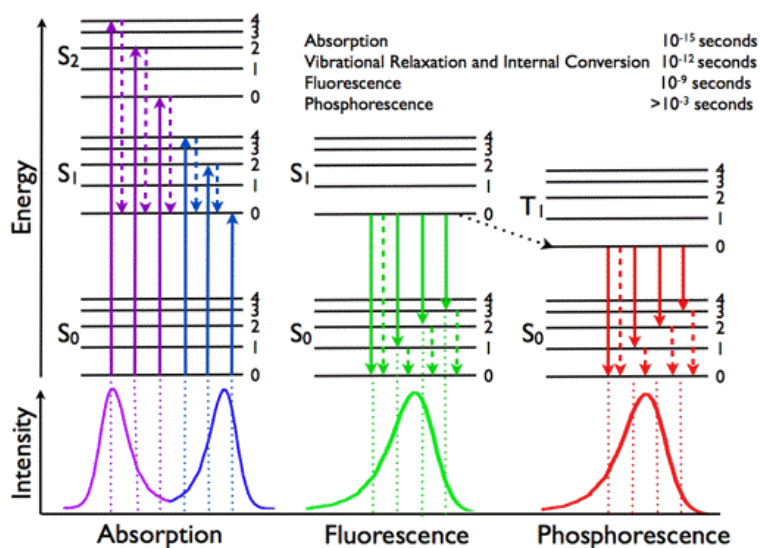 Absorption 10⁻¹⁵ seconds
Vibrational Relaxation and Internal Conversion 10⁻¹² seconds
Fluorescence 10⁻⁹ seconds
Phosphorescence >10⁻³ seconds
Energy
S₂
4
3
2
1
0
S₁
4
3
2
1
0
S₀
4
3
2
1
0
S₁
4
3
2
1
0
S₀
4
3
2
1
0
T₁
4
3
2
1
0
S₀
4
3
2
1
0
Intensity
Absorption Fluorescence Phosphorescence